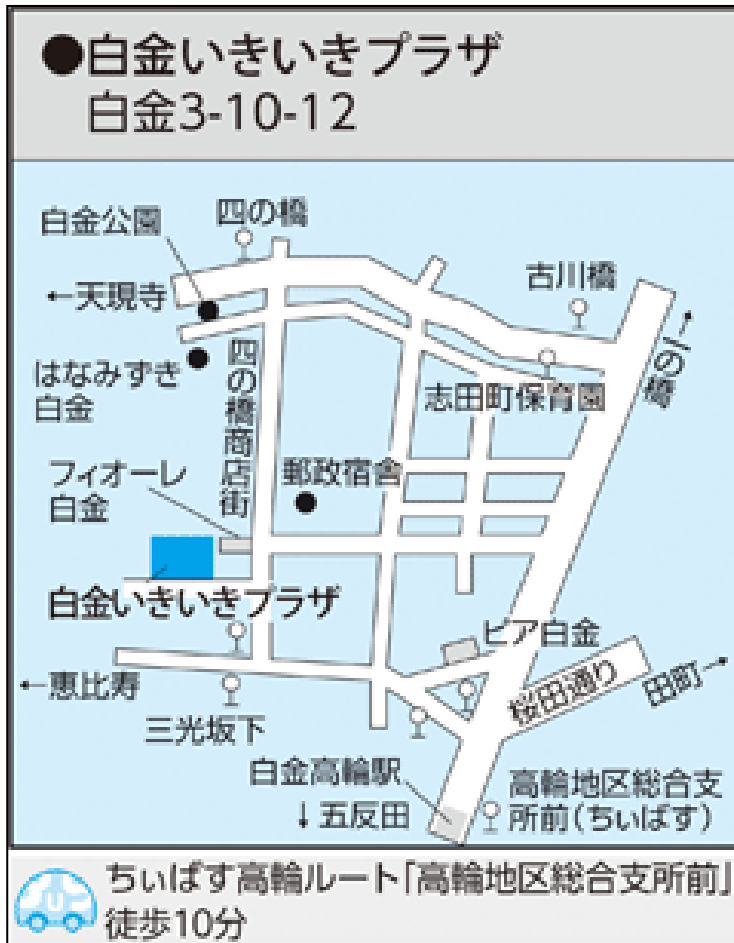 ●白金いきいきプラザ
白金3-10-12
白金公園
四の橋
古川橋
←天現寺
一の橋→
はなみずき
白金
四の橋商店街
志田町保育園
フィオーレ
白金
郵政宿舎
白金いきいきプラザ
ピア白金
←恵比寿
桜田通り
田町→
三光坂下
白金高輪駅
↓五反田
高輪地区総合支
所前(ちぃばす)
ちぃばす高輪ルート「高輪地区総合支所前」
徒歩10分